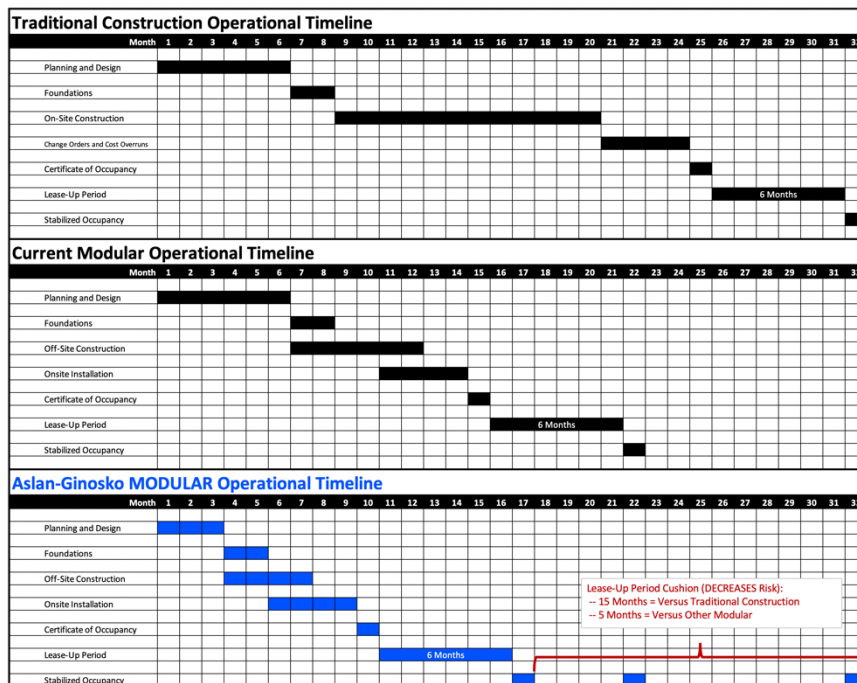 Traditional Construction Operational Timeline
Month 1 2 3 4 5 6 7 8 9 10 11 12 13 14 15 16 17 18 19 20 21 22 23 24 25 26 27 28 29 30 31
Planning and Design
Foundations
On-Site Construction
Change Orders and Cost Overruns
Certificate of Occupancy
Lease-Up Period 6 Months
Stabilized Occupancy
Current Modular Operational Timeline
Month 1 2 3 4 5 6 7 8 9 10 11 12 13 14 15 16 17 18 19 20 21 22 23 24 25 26 27 28 29 30 31
Planning and Design
Foundations
Off-Site Construction
Onsite Installation
Certificate of Occupancy
Lease-Up Period 6 Months
Stabilized Occupancy
Aslan-Ginosko MODULAR Operational Timeline
Month 1 2 3 4 5 6 7 8 9 10 11 12 13 14 15 16 17 18 19 20 21 22 23 24 25 26 27 28 29 30 31
Planning and Design
Foundations
Off-Site Construction
Lease-Up Period Cushion (DECREASES Risk):
-- 15 Months = Versus Traditional Construction
Onsite Installation
-- 5 Months = Versus Other Modular
Certificate of Occupancy
Lease-Up Period 6 Months
Stabilized Occupancy